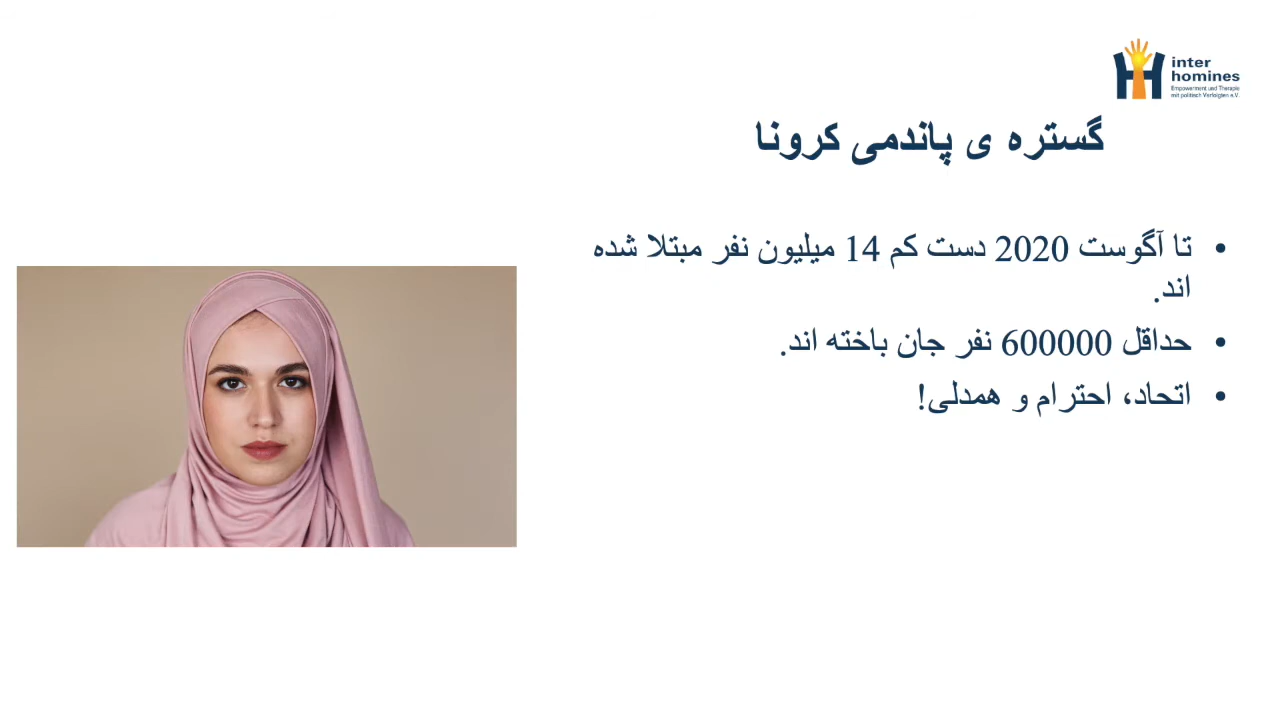 inter
homines
Empowerment und Therapie
mit politisch Verfolgten e.V.
گستره ی پاندمی کرونا
• تا آگوست 2020 دست کم 14 میلیون نفر مبتلا شده
اند.
• حداقل 600000 نفر جان باخته اند.
• اتحاد، احترام و همدلی!